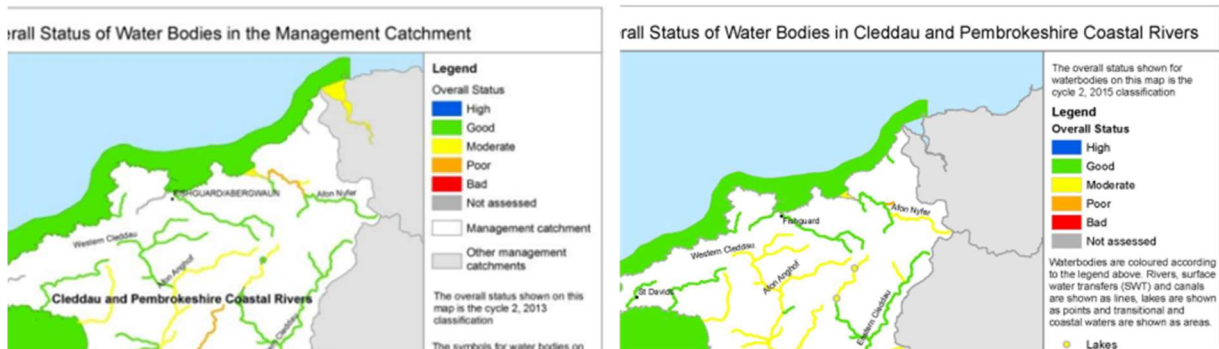 erall Status of Water Bodies in the Management Catchment
Legend
Overall Status
High
Good
Moderate
Poor
Bad
Not assessed
Management catchment
Other management
catchments
The overall status shown on this
map is the cycle 2, 2013
classification
The symbols for water bodies on
SHGUARD/ABERGWAUN
Afon Nyfer
Western Cleddau
Afon Anghof
Cleddau and Pembrokeshire Coastal Rivers
Cleddau
rall Status of Water Bodies in Cleddau and Pembrokeshire Coastal Rivers
The overall status shown for
waterbodies on this map is the
cycle 2, 2015 classification
Legend
Overall Status
High
Good
Moderate
Poor
Bad
Not assessed
Waterbodies are coloured according
to the legend above. Rivers, surface
water transfers (SWT) and canals
are shown as lines, lakes are shown
as points and transitional and
coastal waters are shown as areas.
Lakes
Afon Nyfer
Fishguard
Western Cleddau
Afon Anghof
St Davids
Eastern Cleddau